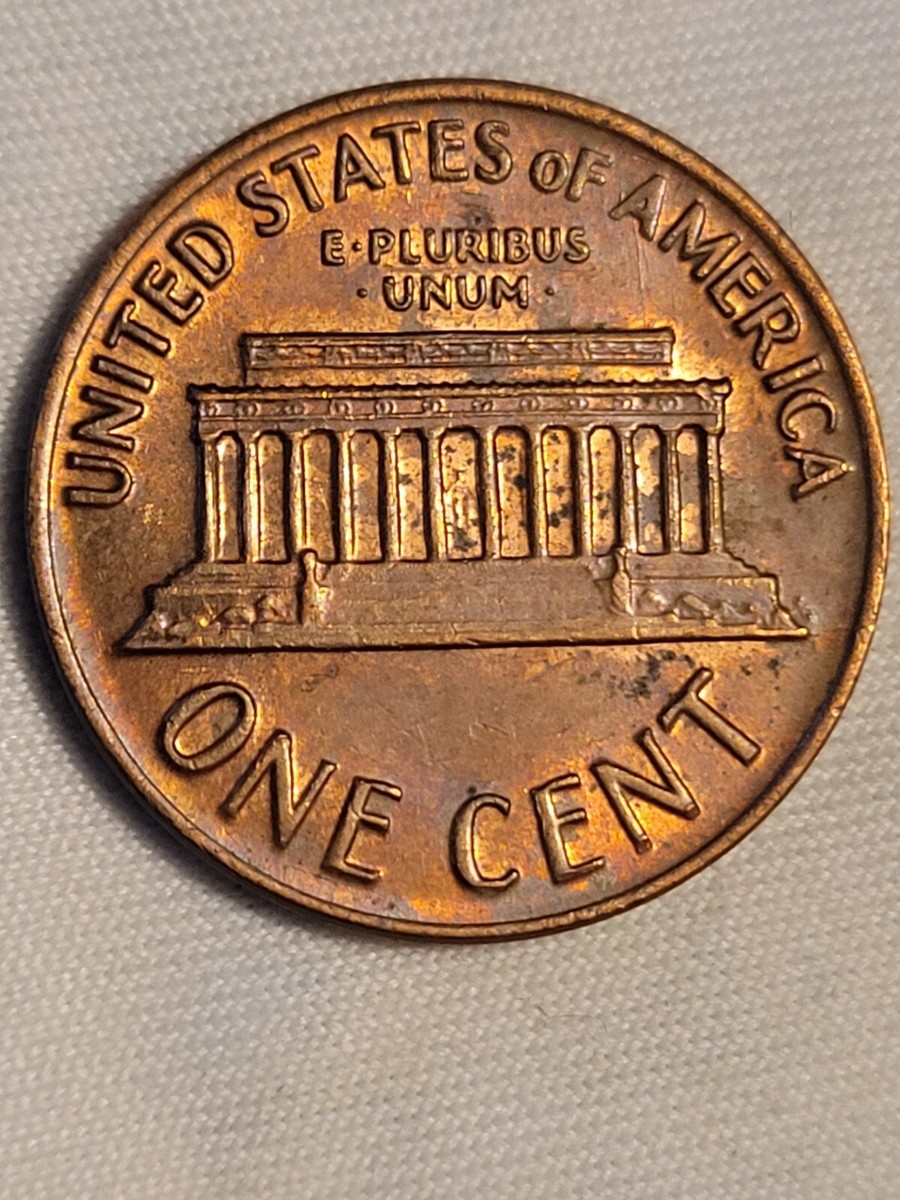 UNITED STATES OF AMERICA
E·PLURIBUS
·UNUM·
ONE CENT